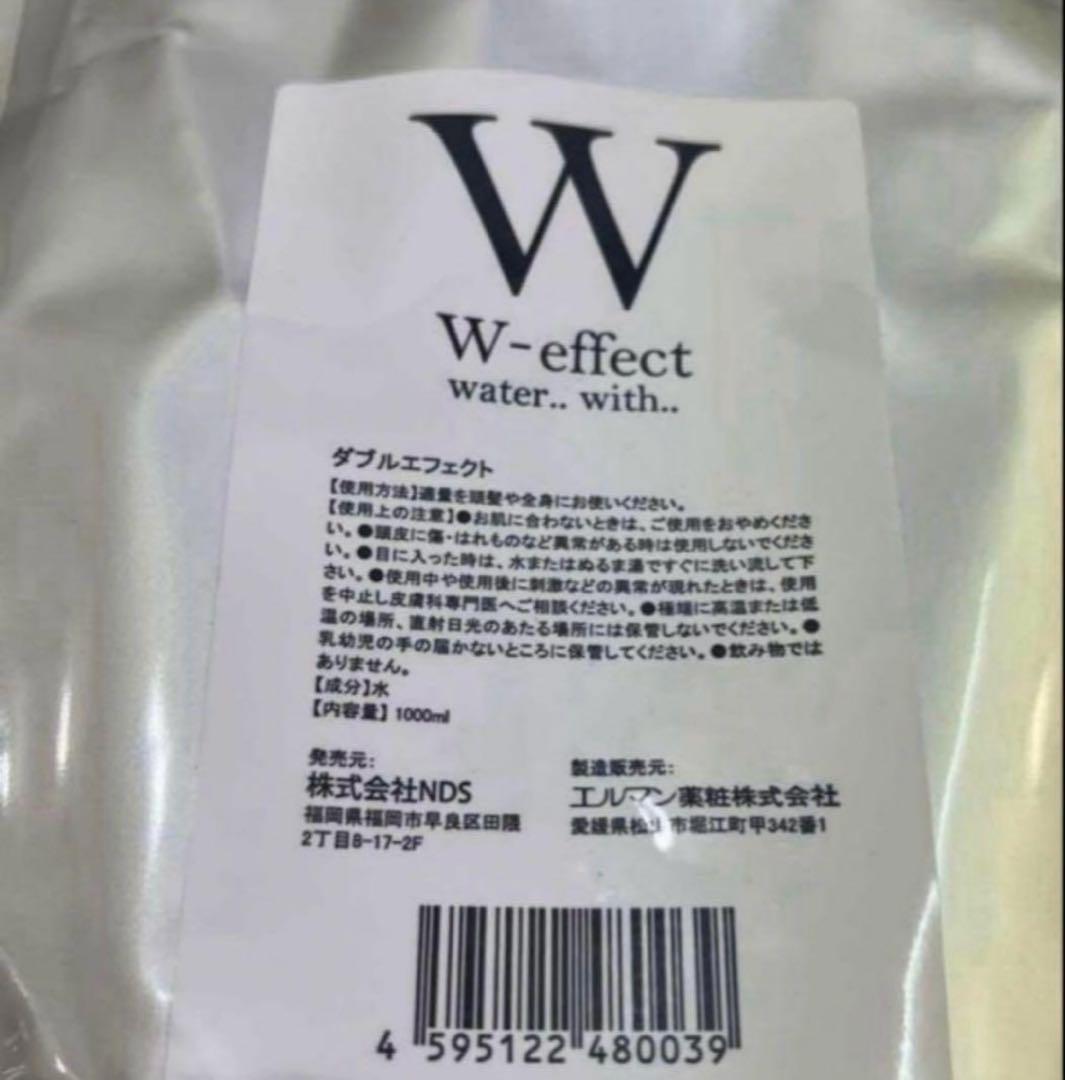 W
W-effect
water.. with..
ダブルエフェクト
【使用方法】適量を頭髪や全身にお使いください。
【使用上の注意】●お肌に合わないときは、ご使用をおやめくださ
い。●頭皮に傷・はれものなど異常がある時は使用しないでくださ
い。●目に入った時は、水またはぬるま湯ですぐに洗い流して下
さい。●使用中や使用後に刺激などの異常が現れたときは、使用
を中止し皮膚科専門医へご相談ください。●極端に高温または低
温の場所、直射日光のあたる場所には保管しないでください。●
乳幼児の手の届かないところに保管してください。●飲み物では
ありません。
【成分】水
【内容量】1000ml
発売元:
株式会社NDS
福岡県福岡市早良区田隈
2丁目8-17-2F
製造販売元:
エルマン薬粧株式会社
愛媛県松山市堀江町甲342番1
4 595122 480039